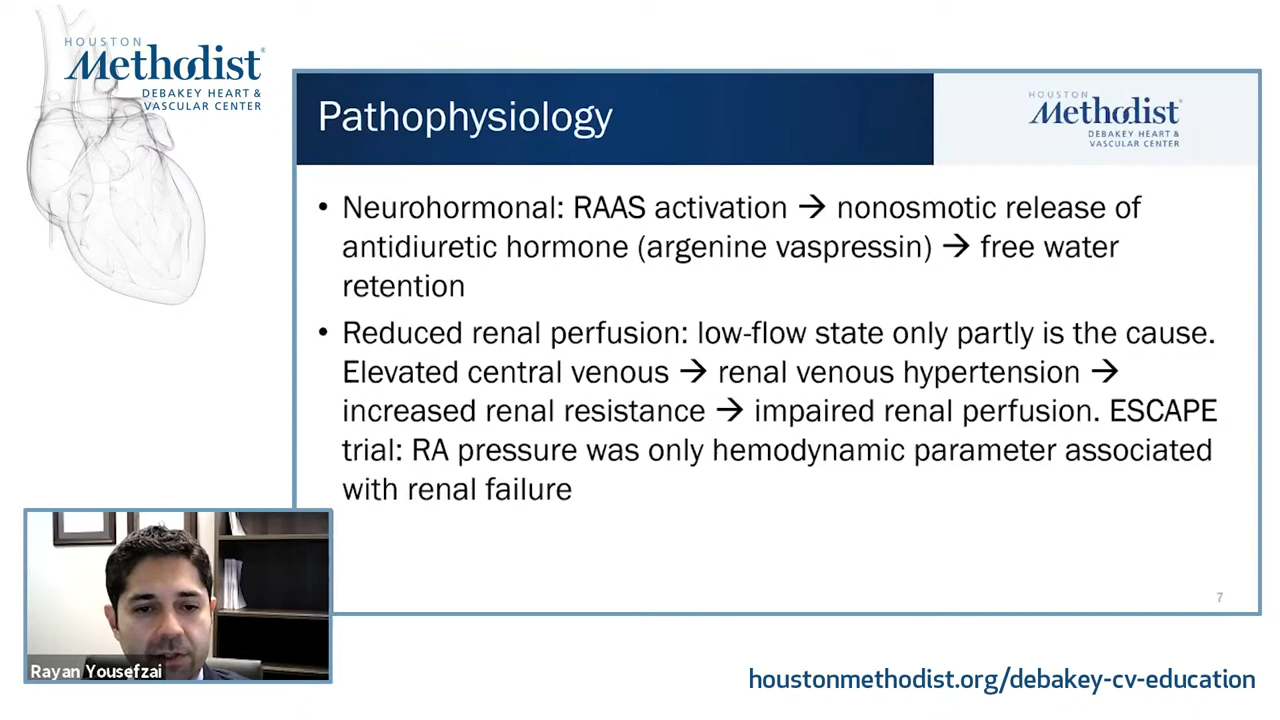 HOUSTON
Methodist®
DEBAKEY HEART &
VASCULAR CENTER
Pathophysiology
HOUSTON
Methodist®
DEBAKEY HEART &
VASCULAR CENTER
• Neurohormonal: RAAS activation → nonosmotic release of
antidiuretic hormone (argenine vaspressin) → free water
retention
• Reduced renal perfusion: low-flow state only partly is the cause.
Elevated central venous → renal venous hypertension →
increased renal resistance → impaired renal perfusion. ESCAPE
trial: RA pressure was only hemodynamic parameter associated
with renal failure
7
Rayan Yousefzai
houstonmethodist.org/debakey-cv-education